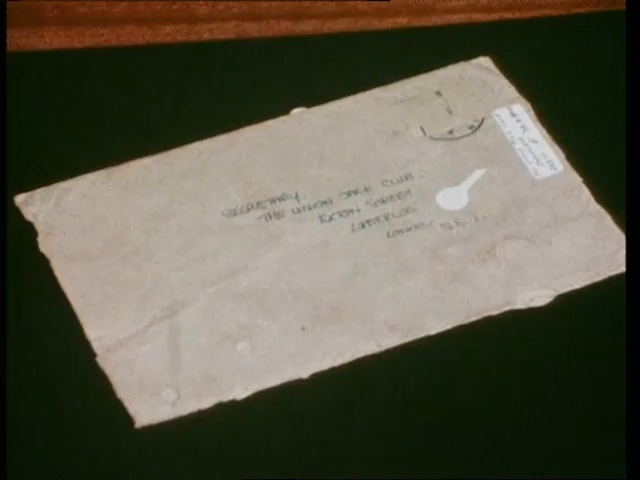 SECRETARY
THE UNION JACK CLUB
EXTON STREET
WATERLOO
LONDON S.E.1.